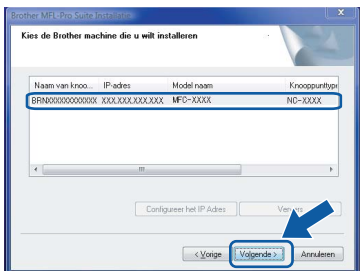 Brother MFL-Pro Suite Installatie
Kies de Brother machine die u wilt installeren
Naam van knoo... IP-adres Model naam Knooppunttype
BRNXXXXXXXXXXXX XXX.XXX.XXX.XXX MFC-XXXX NC-XXXX
Configureer het IP Adres
< Vorige Volgende > Annuleren